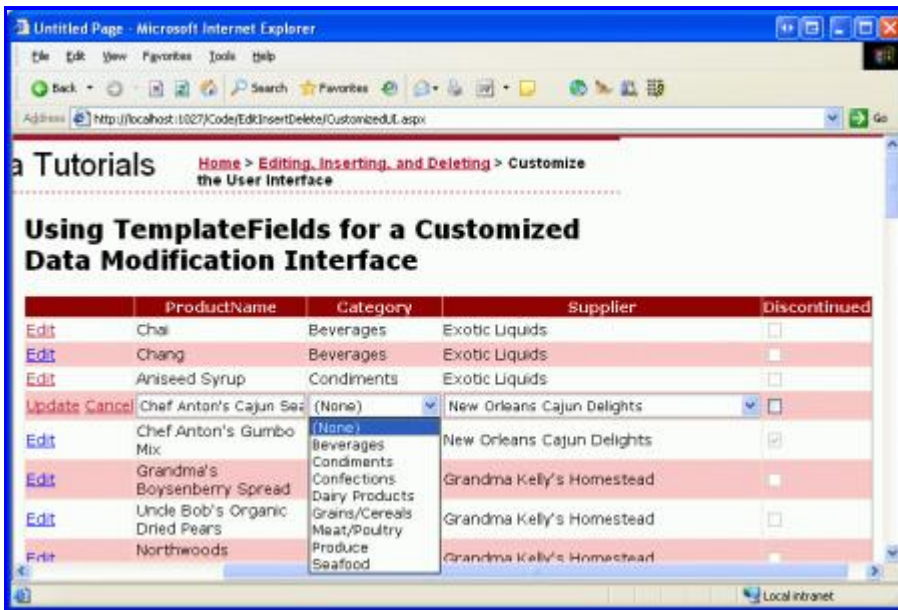 Untitled Page - Microsoft Internet Explorer
File Edit View Favorites Tools Help
Back Search Favorites
Address http://localhost:1027/Code/EditInsertDelete/CustomizedUI.aspx Go
a Tutorials
Home > Editing, Inserting, and Deleting > Customize
the User Interface
Using TemplateFields for a Customized
Data Modification Interface
ProductName Category Supplier Discontinued
Edit Chai Beverages Exotic Liquids
Edit Chang Beverages Exotic Liquids
Edit Aniseed Syrup Condiments Exotic Liquids
Update Cancel Chef Anton's Cajun Sea (None) New Orleans Cajun Delights
(None)
Beverages
Condiments
Confections
Dairy Products
Grains/Cereals
Meat/Poultry
Produce
Seafood
Edit Chef Anton's Gumbo
Mix New Orleans Cajun Delights
Edit Grandma's
Boysenberry Spread Grandma Kelly's Homestead
Edit Uncle Bob's Organic
Dried Pears Grandma Kelly's Homestead
Edit Northwoods Grandma Kelly's Homestead
Local intranet